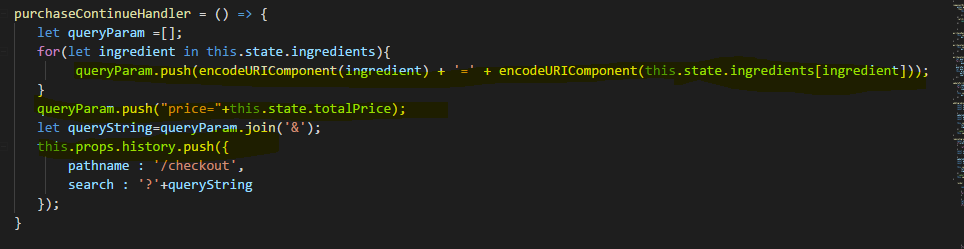 purchaseContinueHandler = () => {
let queryParam =[];
for(let ingredient in this.state.ingredients){
queryParam.push(encodeURIComponent(ingredient) + '=' + encodeURIComponent(this.state.ingredients[ingredient]));
}
queryParam.push("price="+this.state.totalPrice);
let queryString=queryParam.join('&');
this.props.history.push({
pathname : '/checkout',
search : '?'+queryString
});
}